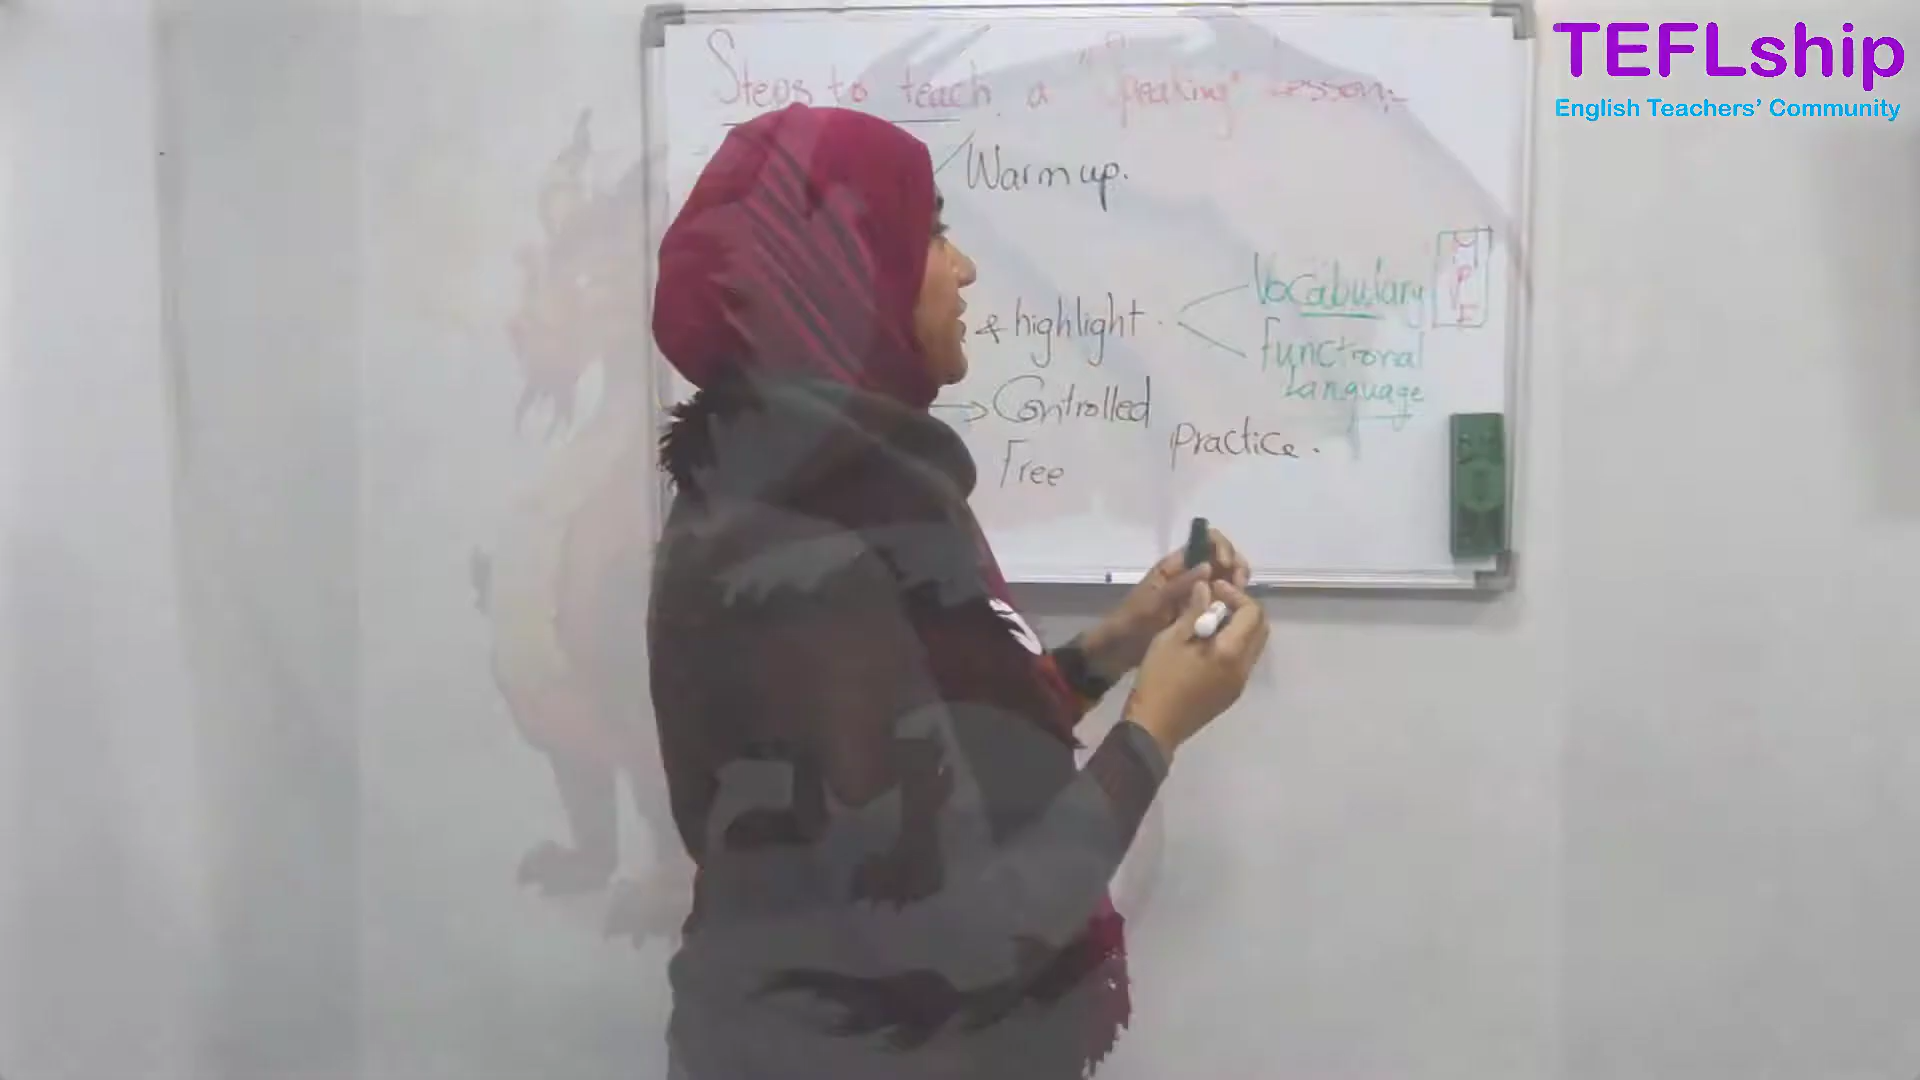 TEFLship
English Teachers’ Community
Steps to teach a "Speaking" Lesson:
Warm up.
& highlight.
Vocabulary
Functional
Language
P
Controlled
Practice.
Free